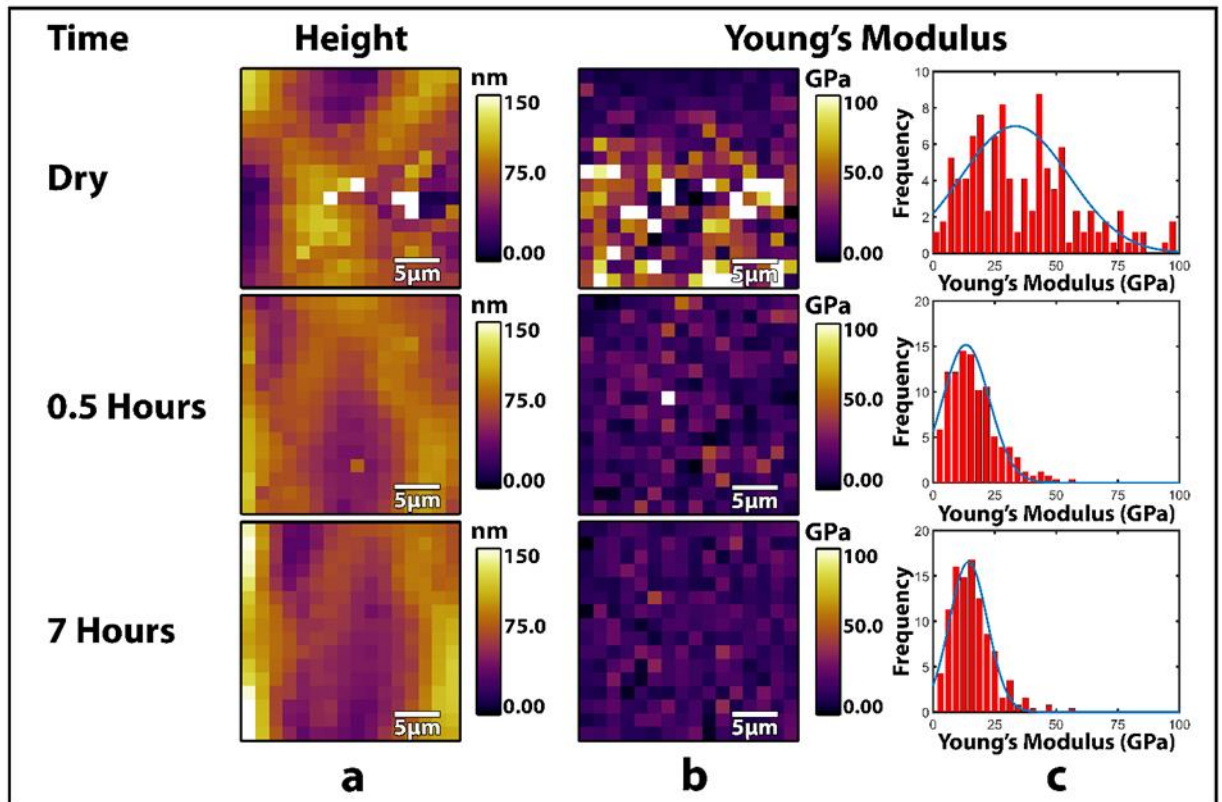 Time Height Young's Modulus
Dry
nm
150
75.0
0.00
5μm
GPa
100
50.0
0.00
5μm
Frequency
10
8
6
4
2
0
0 25 50 75 100
Young's Modulus (GPa)
0.5 Hours
nm
150
75.0
0.00
5μm
GPa
100
50.0
0.00
5μm
Frequency
20
15
10
5
0
0 25 50 75 100
Young's Modulus (GPa)
7 Hours
nm
150
75.0
0.00
5μm
GPa
100
50.0
0.00
5μm
Frequency
20
15
10
5
0
0 25 50 75 100
Young's Modulus (GPa)
a b c